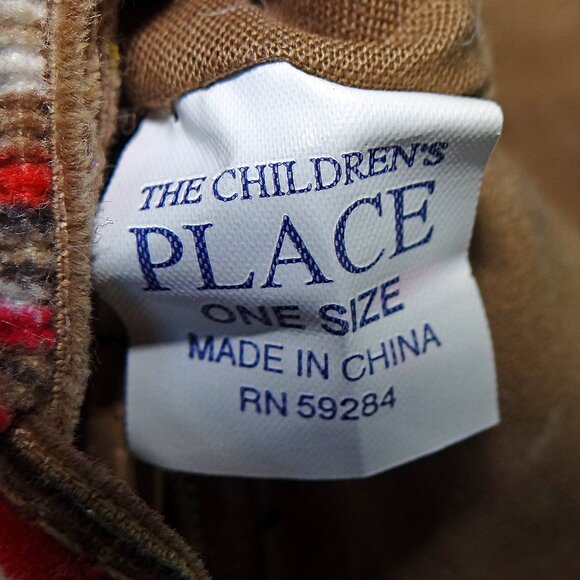 THE CHILDREN'S
PLACE
ONE SIZE
MADE IN CHINA
RN 59284